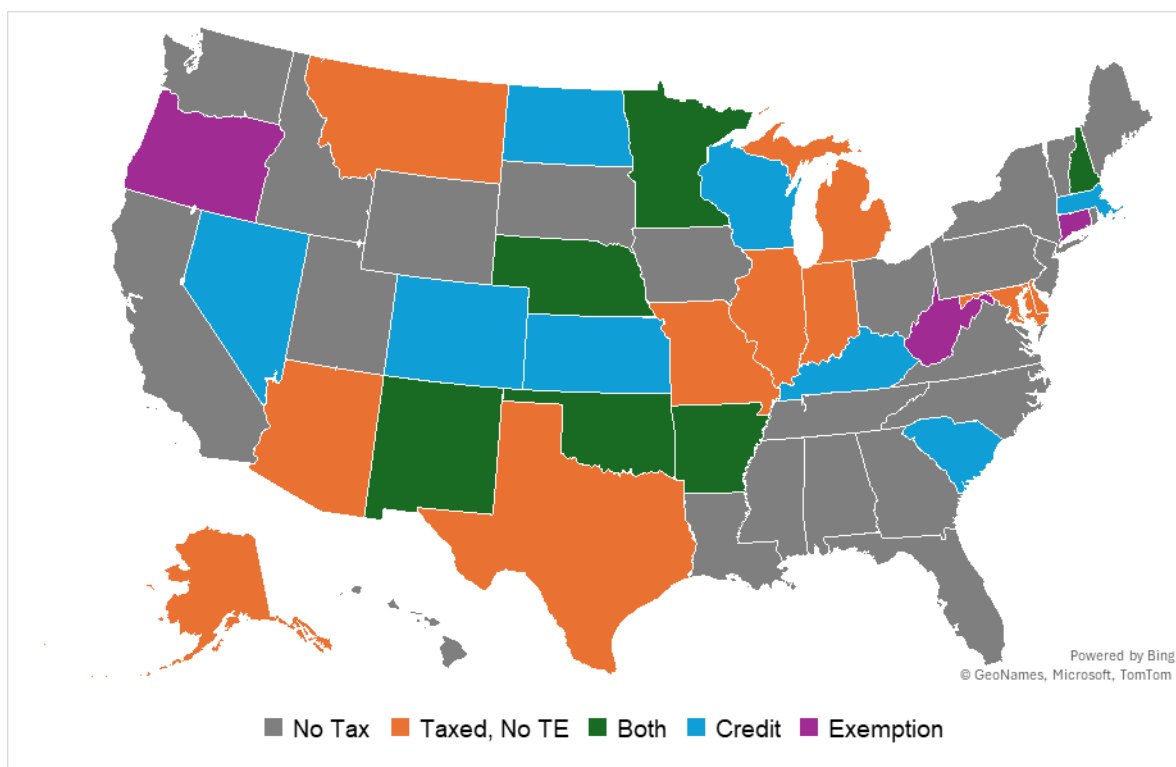 Powered by Bing
© GeoNames, Microsoft, TomTom
No Tax Taxed, No TE Both Credit Exemption